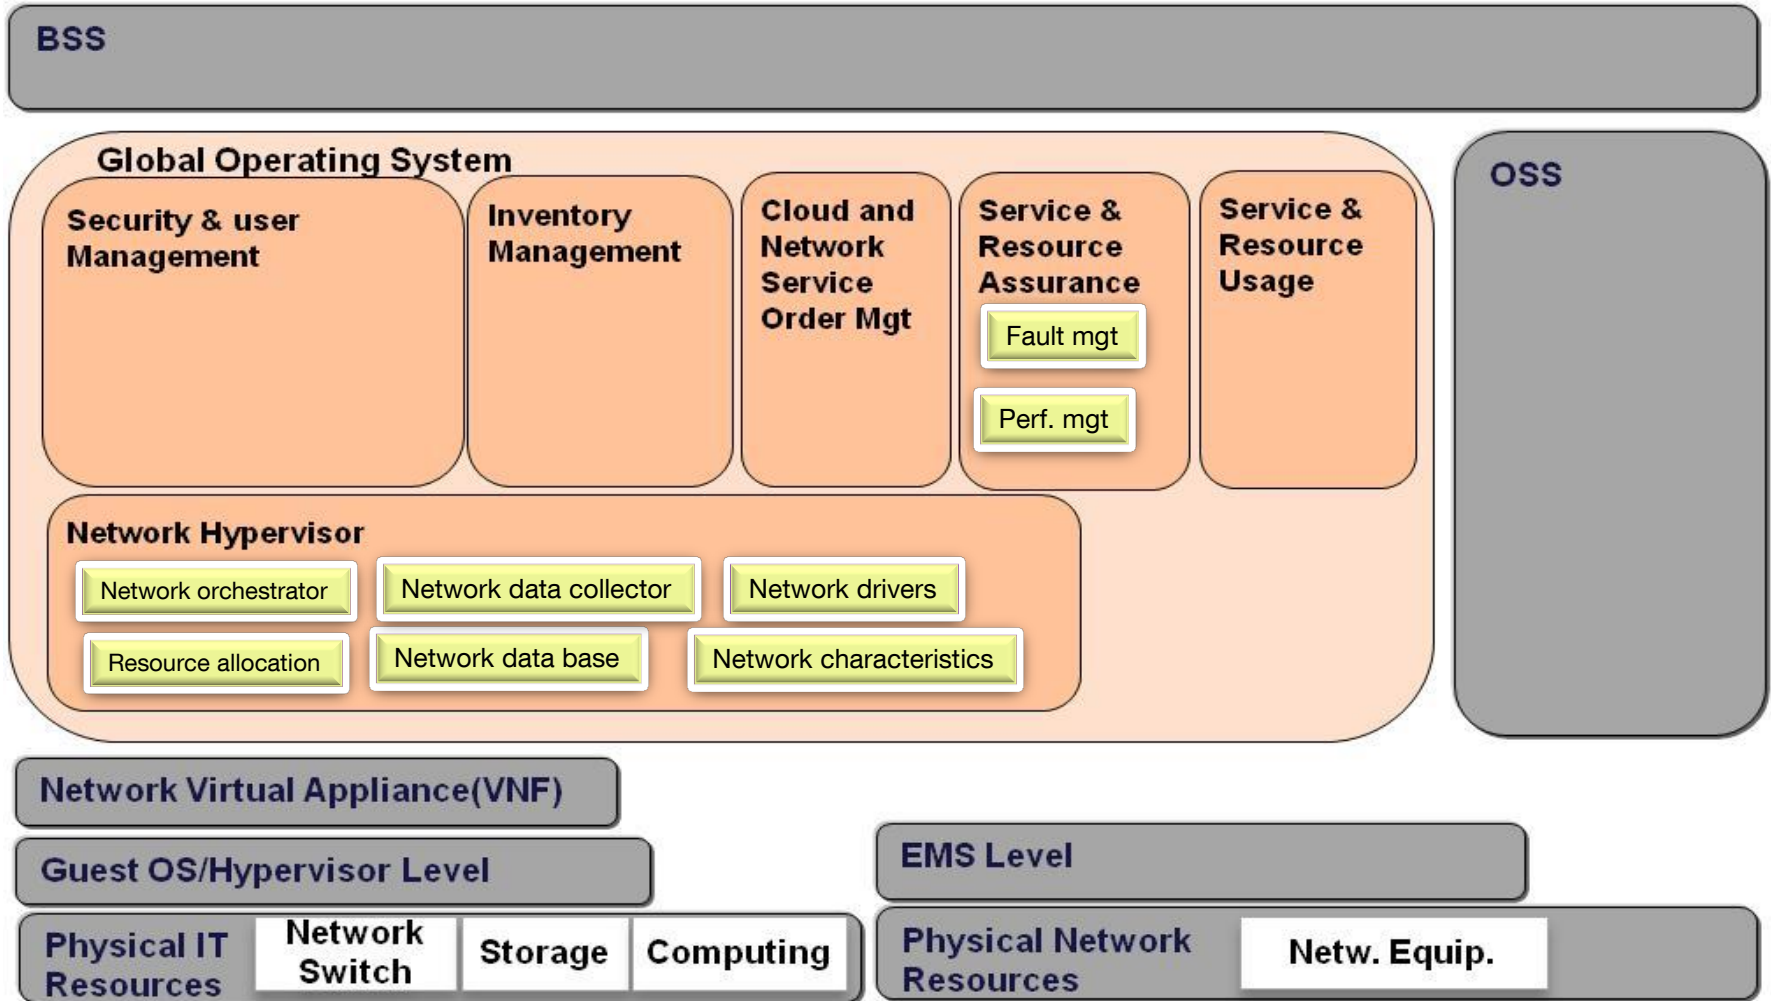 BSS
Global Operating System
OSS
Security & user
Management
Inventory
Management
Cloud and
Network
Service
Order Mgt
Service &
Resource
Assurance
Fault mgt
Perf. mgt
Service &
Resource
Usage
Network Hypervisor
Network orchestrator
Network data collector
Network drivers
Resource allocation
Network data base
Network characteristics
Network Virtual Appliance(VNF)
Guest OS/Hypervisor Level
EMS Level
Physical IT
Resources
Network
Switch
Storage
Computing
Physical Network
Resources
Netw. Equip.